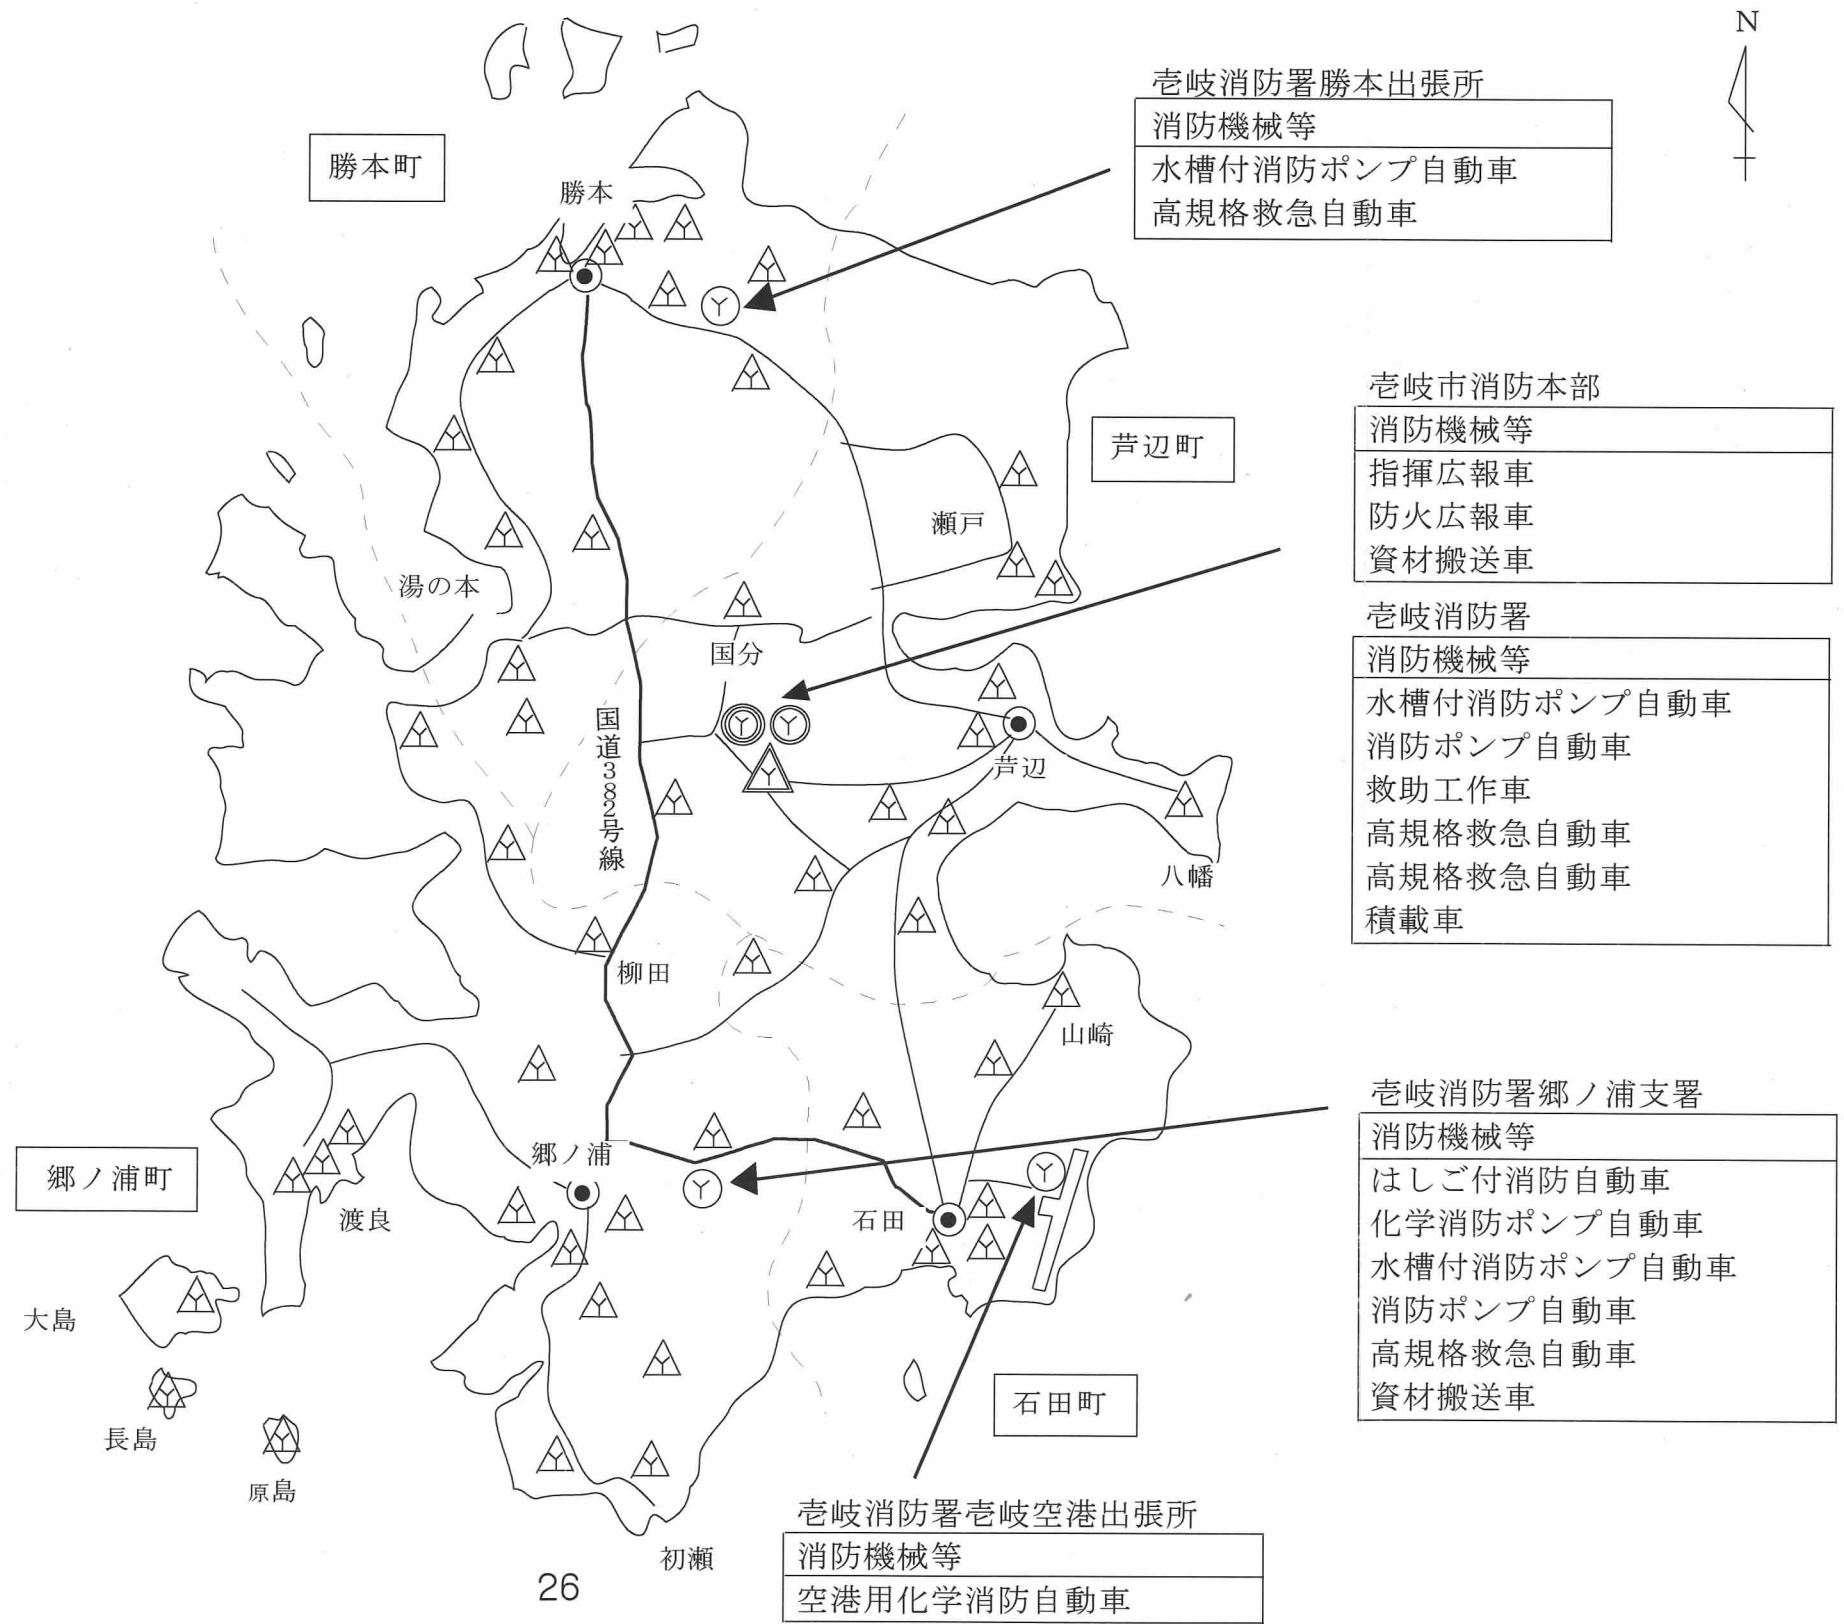 N
壱岐消防署勝本出張所
消防機械等
水槽付消防ポンプ自動車
高規格救急自動車
勝本町
勝本
壱岐市消防本部
消防機械等
指揮広報車
防火広報車
資材搬送車
芦辺町
瀬戸
湯の本
国分
壱岐消防署
消防機械等
水槽付消防ポンプ自動車
消防ポンプ自動車
救助工作車
高規格救急自動車
高規格救急自動車
積載車
国道382号線
芦辺
八幡
柳田
山崎
壱岐消防署郷ノ浦支署
消防機械等
はしご付消防自動車
化学消防ポンプ自動車
水槽付消防ポンプ自動車
消防ポンプ自動車
高規格救急自動車
資材搬送車
郷ノ浦町
郷ノ浦
渡良
石田
大島
長島
原島
石田町
初瀬
壱岐消防署壱岐空港出張所
消防機械等
空港用化学消防自動車
26